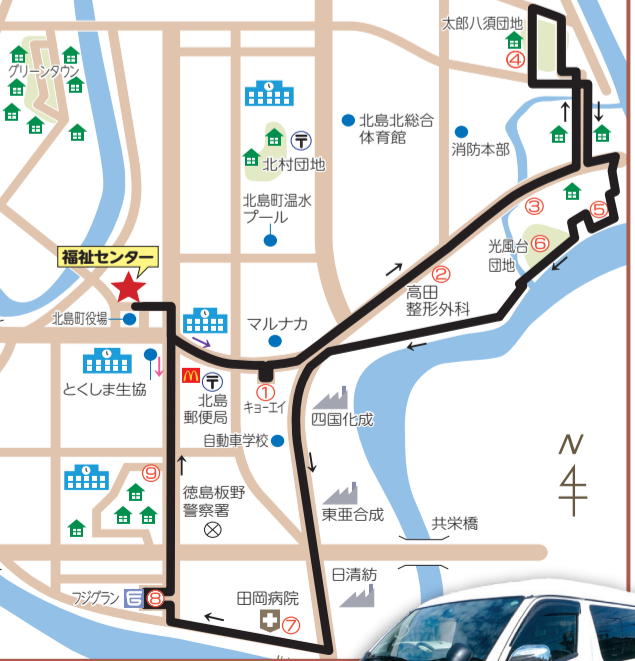 太郎八須団地
④
グリーンタウン
北島北総合
体育館
消防本部
〒
北村団地
北島町温水
プール
③
⑤
光風台
団地
⑥
福祉センター
②
高田
整形外科
北島町役場
マルナカ
とくしま生協
〒
北島
郵便局
①
キョーエイ
四国化成
自動車学校
⑨
徳島板野
警察署
東亜合成
共栄橋
日清紡
フジグラン
⑧
田岡病院
⑦